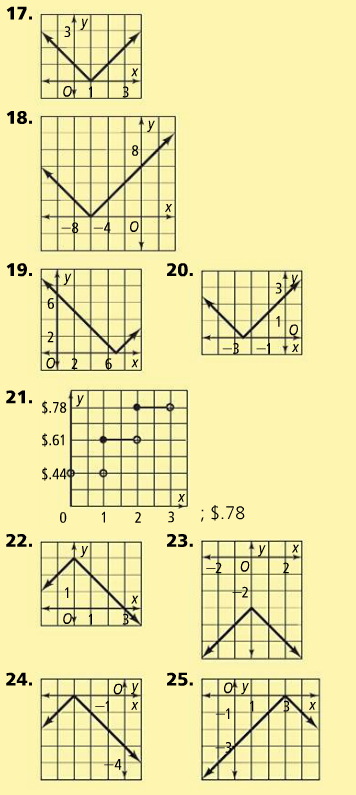 17.
y
3
x
O 1 3
18.
y
8
x
−8 −4 O
19.
y
6
2
O 2 6 x
20.
y
3
1
O
−3 −1 x
21.
y
$.78
$.61
$.44
x
0 1 2 3
; $.78
22.
y
1
x
O 1 3
23.
y x
−2 O 2
−2
24.
O y
−1 x
−4
25.
O y
1 3 x
−1
−3